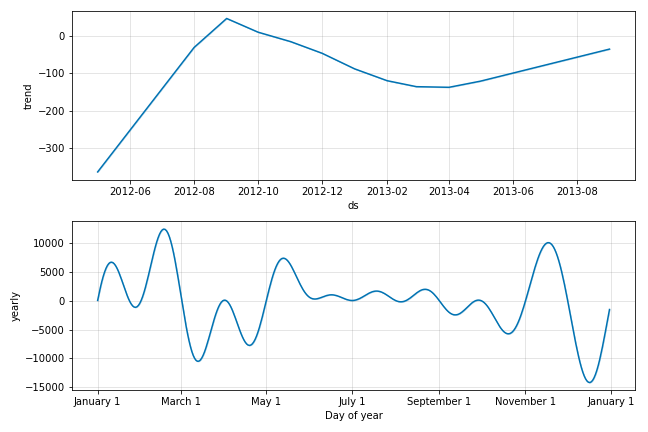 0
−100
−200
−300
trend
2012-06 2012-08 2012-10 2012-12 2013-02 2013-04 2013-06 2013-08
ds
10000
5000
0
−5000
−10000
−15000
yearly
January 1 March 1 May 1 July 1 September 1 November 1 January 1
Day of year